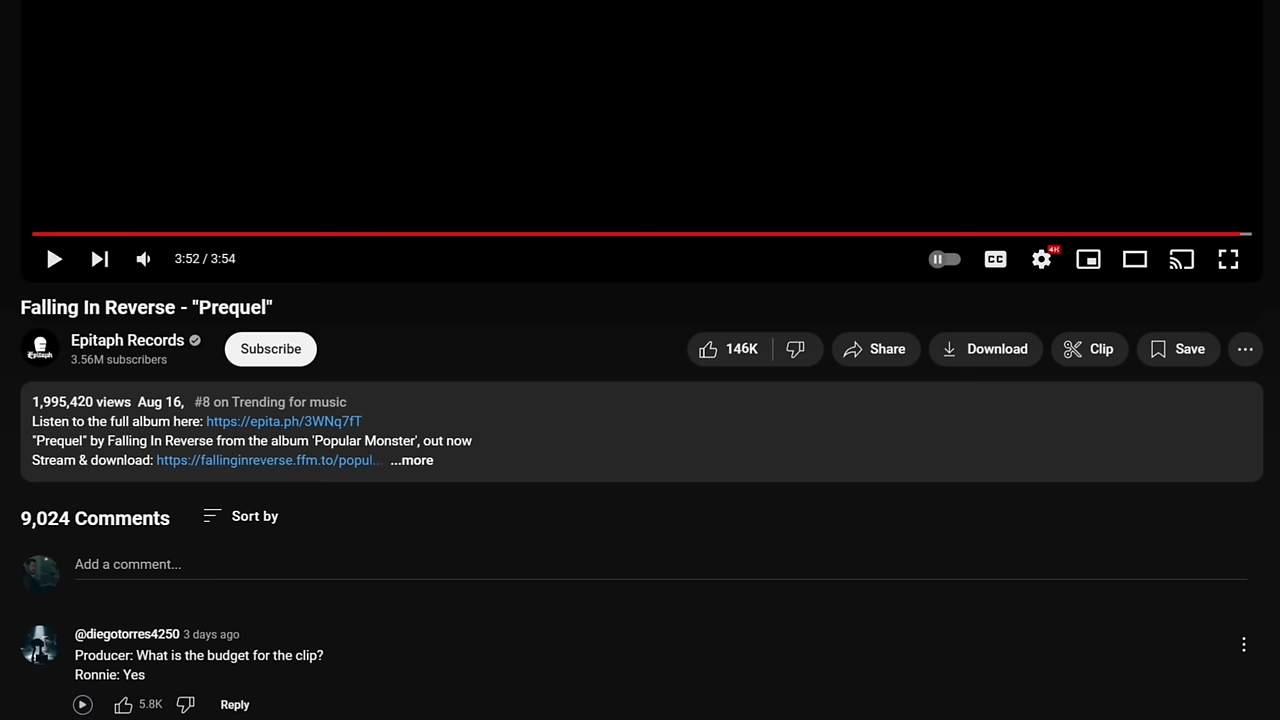 3:52 / 3:54
CC
4K
Falling In Reverse - "Prequel"
Epitaph
Epitaph Records
3.56M subscribers
Subscribe
146K
Share
Download
Clip
Save
1,995,420 views Aug 16, #8 on Trending for music
Listen to the full album here: https://epita.ph/3WNq7fT
"Prequel" by Falling In Reverse from the album 'Popular Monster', out now
Stream & download: https://fallinginreverse.ffm.to/popul... ...more
9,024 Comments
Sort by
Add a comment...
@diegotorres4250 3 days ago
Producer: What is the budget for the clip?
Ronnie: Yes
5.8K
Reply